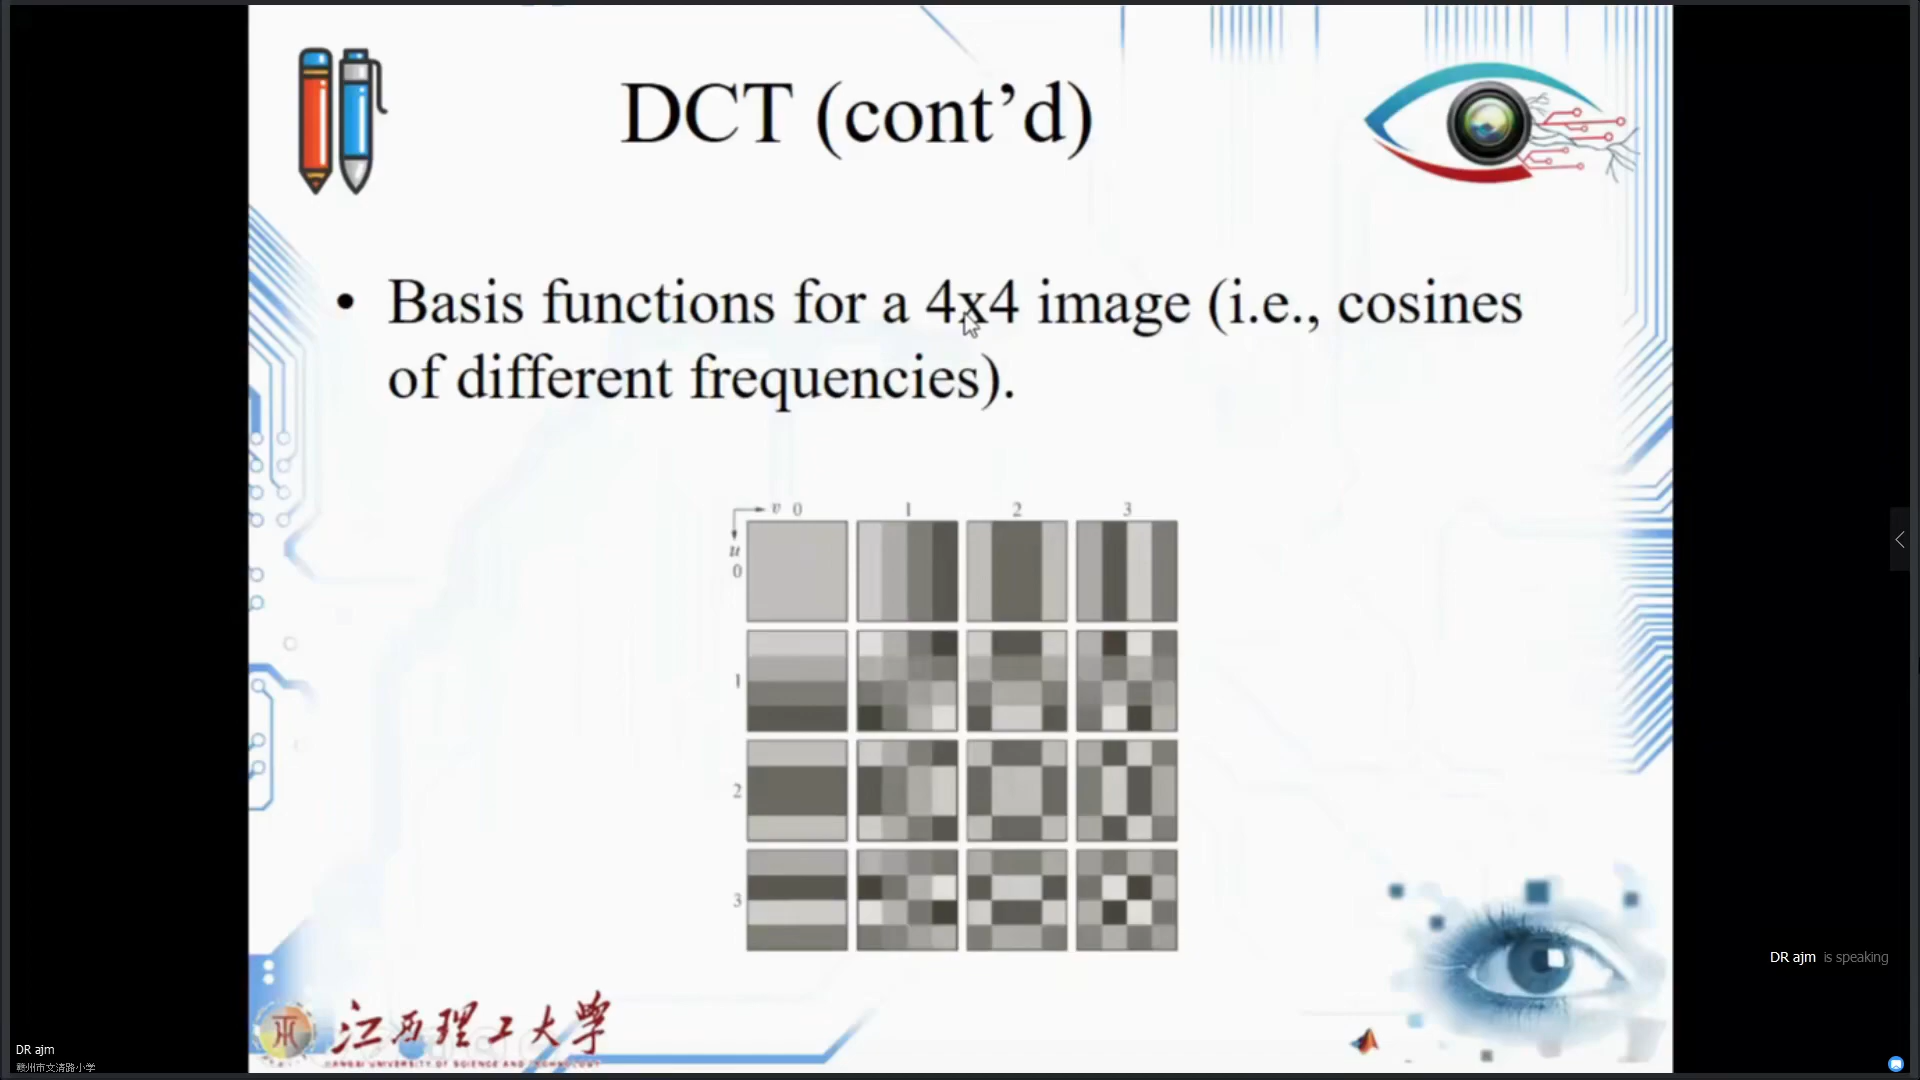 DCT (cont’d)
• Basis functions for a 4x4 image (i.e., cosines
of different frequencies).
v 0 1 2 3
u
0
1
2
3
DR ajm is speaking
江西理工大学
JIANGXI UNIVERSITY OF SCIENCE AND TECHNOLOGY
DR ajm
赣州市文清路小学